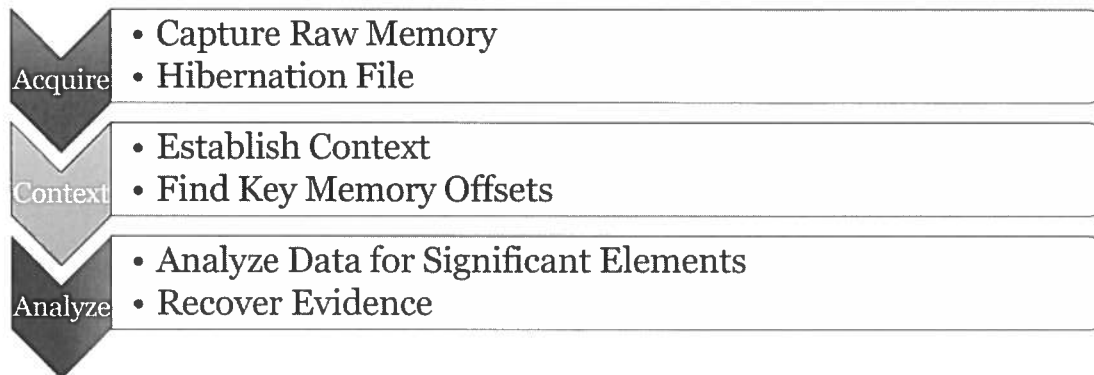 Acquire
• Capture Raw Memory
• Hibernation File
Context
• Establish Context
• Find Key Memory Offsets
Analyze
• Analyze Data for Significant Elements
• Recover Evidence